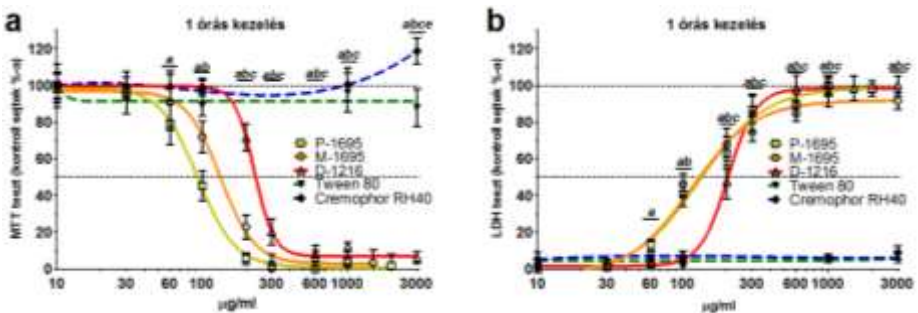 a
1 órás kezelés
abce
a
ab
abc
abc
abc
abc
120
100
80
60
40
20
0
MTT teszt (kontroll sejtek %-a)
P-1695
M-1695
D-1216
Tween 80
Cremophor RH40
10
30
60
100
300
600
1000
3000
µg/ml
b
1 órás kezelés
a
ab
abc
abc
abc
abc
abc
120
100
80
60
40
20
0
LDH teszt (kontroll sejtek %-a)
P-1695
M-1695
D-1216
Tween 80
Cremophor RH40
10
30
60
100
300
600
1000
3000
µg/ml